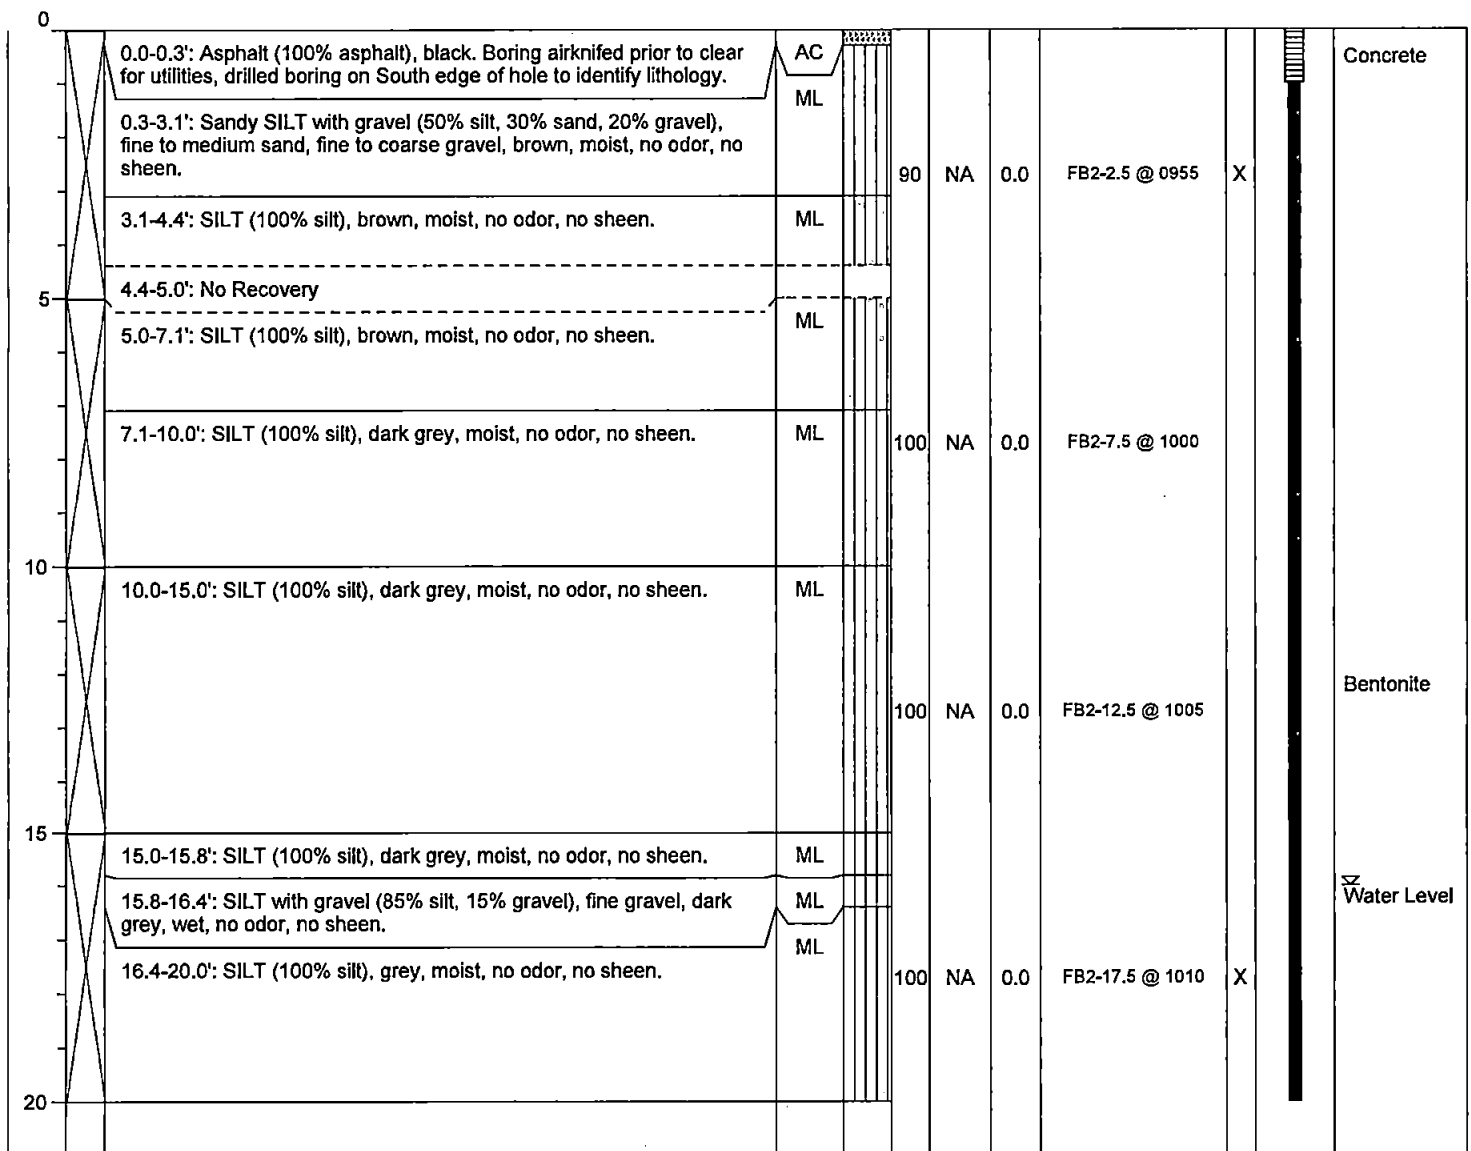 0
0.0-0.3': Asphalt (100% asphalt), black. Boring airknifed prior to clear
for utilities, drilled boring on South edge of hole to identify lithology.
AC
Concrete
ML
0.3-3.1': Sandy SILT with gravel (50% silt, 30% sand, 20% gravel),
fine to medium sand, fine to coarse gravel, brown, moist, no odor, no
sheen.
90 NA 0.0 FB2-2.5 @ 0955 X
3.1-4.4': SILT (100% silt), brown, moist, no odor, no sheen.
ML
4.4-5.0': No Recovery
5
ML
5.0-7.1': SILT (100% silt), brown, moist, no odor, no sheen.
7.1-10.0': SILT (100% silt), dark grey, moist, no odor, no sheen.
ML
100 NA 0.0 FB2-7.5 @ 1000
10
10.0-15.0': SILT (100% silt), dark grey, moist, no odor, no sheen.
ML
Bentonite
100 NA 0.0 FB2-12.5 @ 1005
15
15.0-15.8': SILT (100% silt), dark grey, moist, no odor, no sheen.
ML
15.8-16.4': SILT with gravel (85% silt, 15% gravel), fine gravel, dark
grey, wet, no odor, no sheen.
ML
Water Level
ML
16.4-20.0': SILT (100% silt), grey, moist, no odor, no sheen.
100 NA 0.0 FB2-17.5 @ 1010 X
20